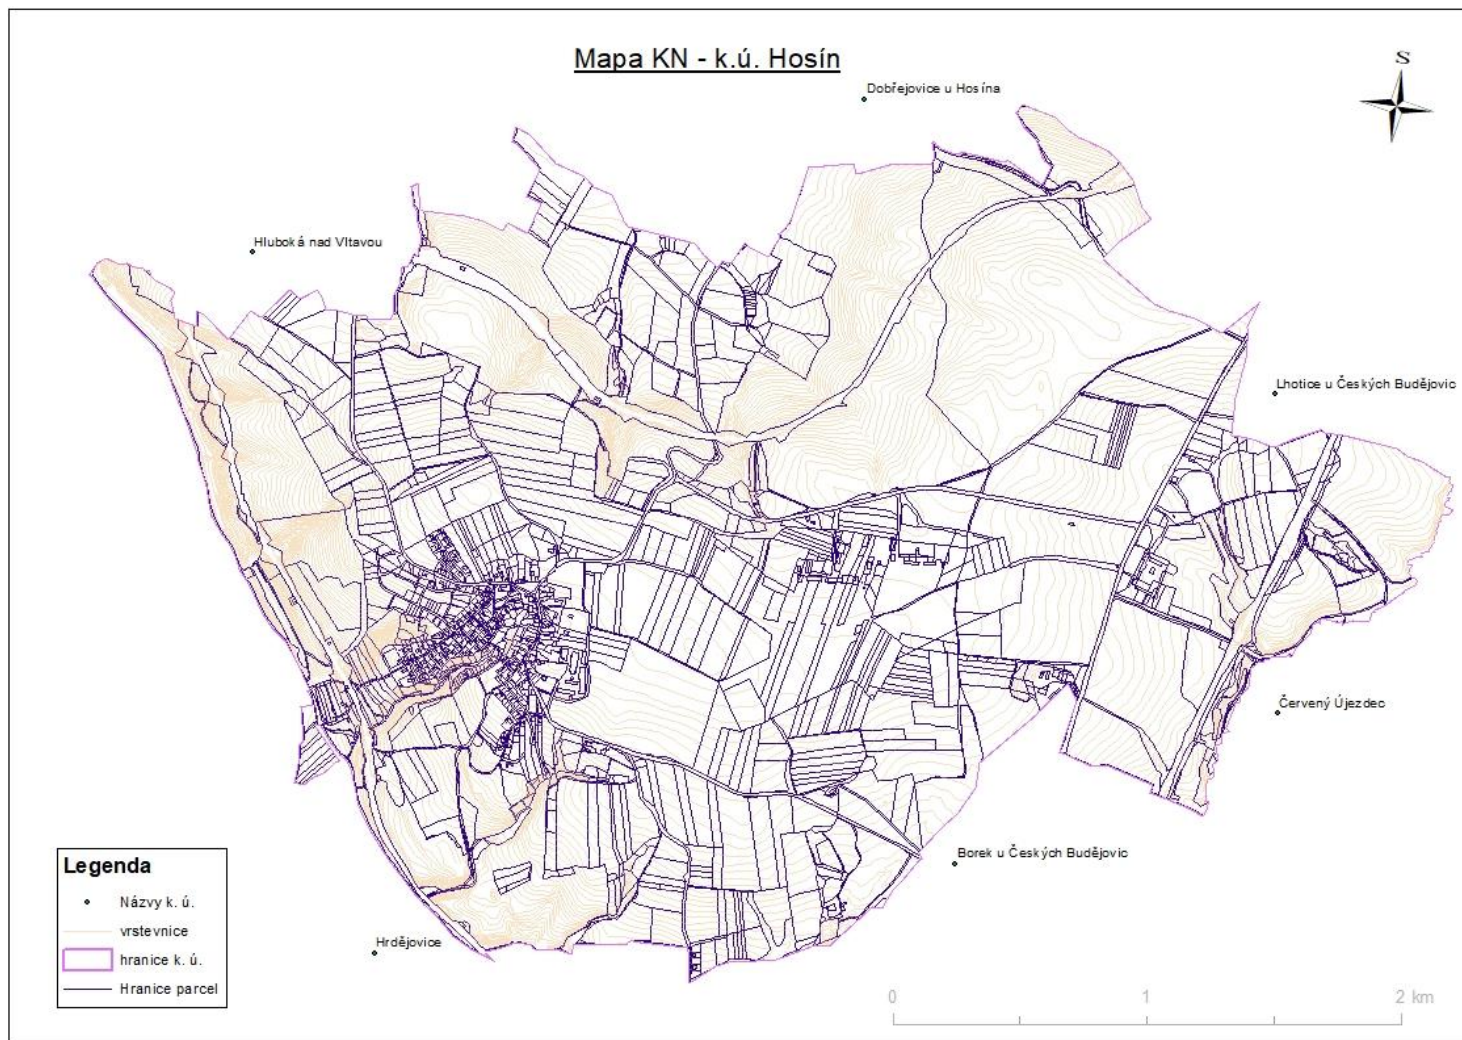 Mapa KN - k.ú. Hosín
S
Dobřejovice u Hosína
Hluboká nad Vltavou
Lhotice u Českých Budějovic
Červený Újezdec
Borek u Českých Budějovic
Hrdějovice
Legenda
Názvy k. ú.
vrstevnice
hranice k. ú.
Hranice parcel
0 1 2 km